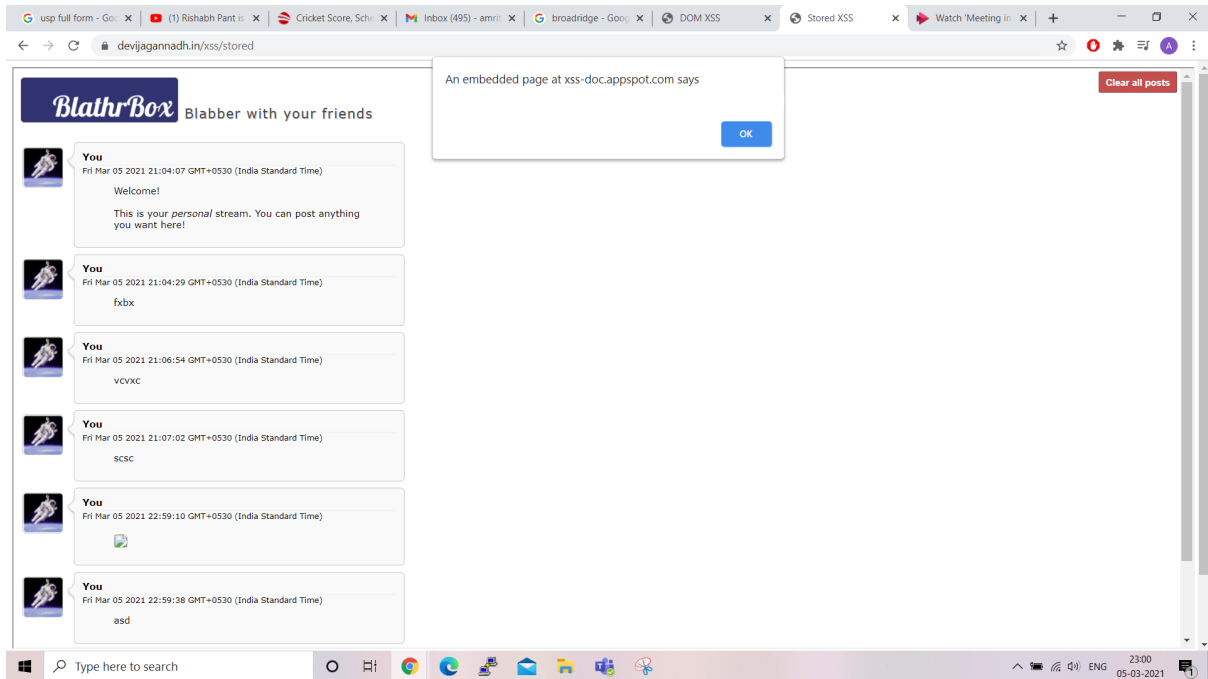 usp full form - Goo
(1) Rishabh Pant is
Cricket Score, Sche
Inbox (495) - amrit
broadridge - Goog
DOM XSS
Stored XSS
Watch 'Meeting in
devijagannadh.in/xss/stored
A
An embedded page at xss-doc.appspot.com says
OK
Clear all posts
BlathrBox Blabber with your friends
You
Fri Mar 05 2021 21:04:07 GMT+0530 (India Standard Time)
Welcome!
This is your personal stream. You can post anything
you want here!
You
Fri Mar 05 2021 21:04:29 GMT+0530 (India Standard Time)
fxbx
You
Fri Mar 05 2021 21:06:54 GMT+0530 (India Standard Time)
vcvxc
You
Fri Mar 05 2021 21:07:02 GMT+0530 (India Standard Time)
scsc
You
Fri Mar 05 2021 22:59:10 GMT+0530 (India Standard Time)
You
Fri Mar 05 2021 22:59:38 GMT+0530 (India Standard Time)
asd
Type here to search
ENG
23:00
05-03-2021
1